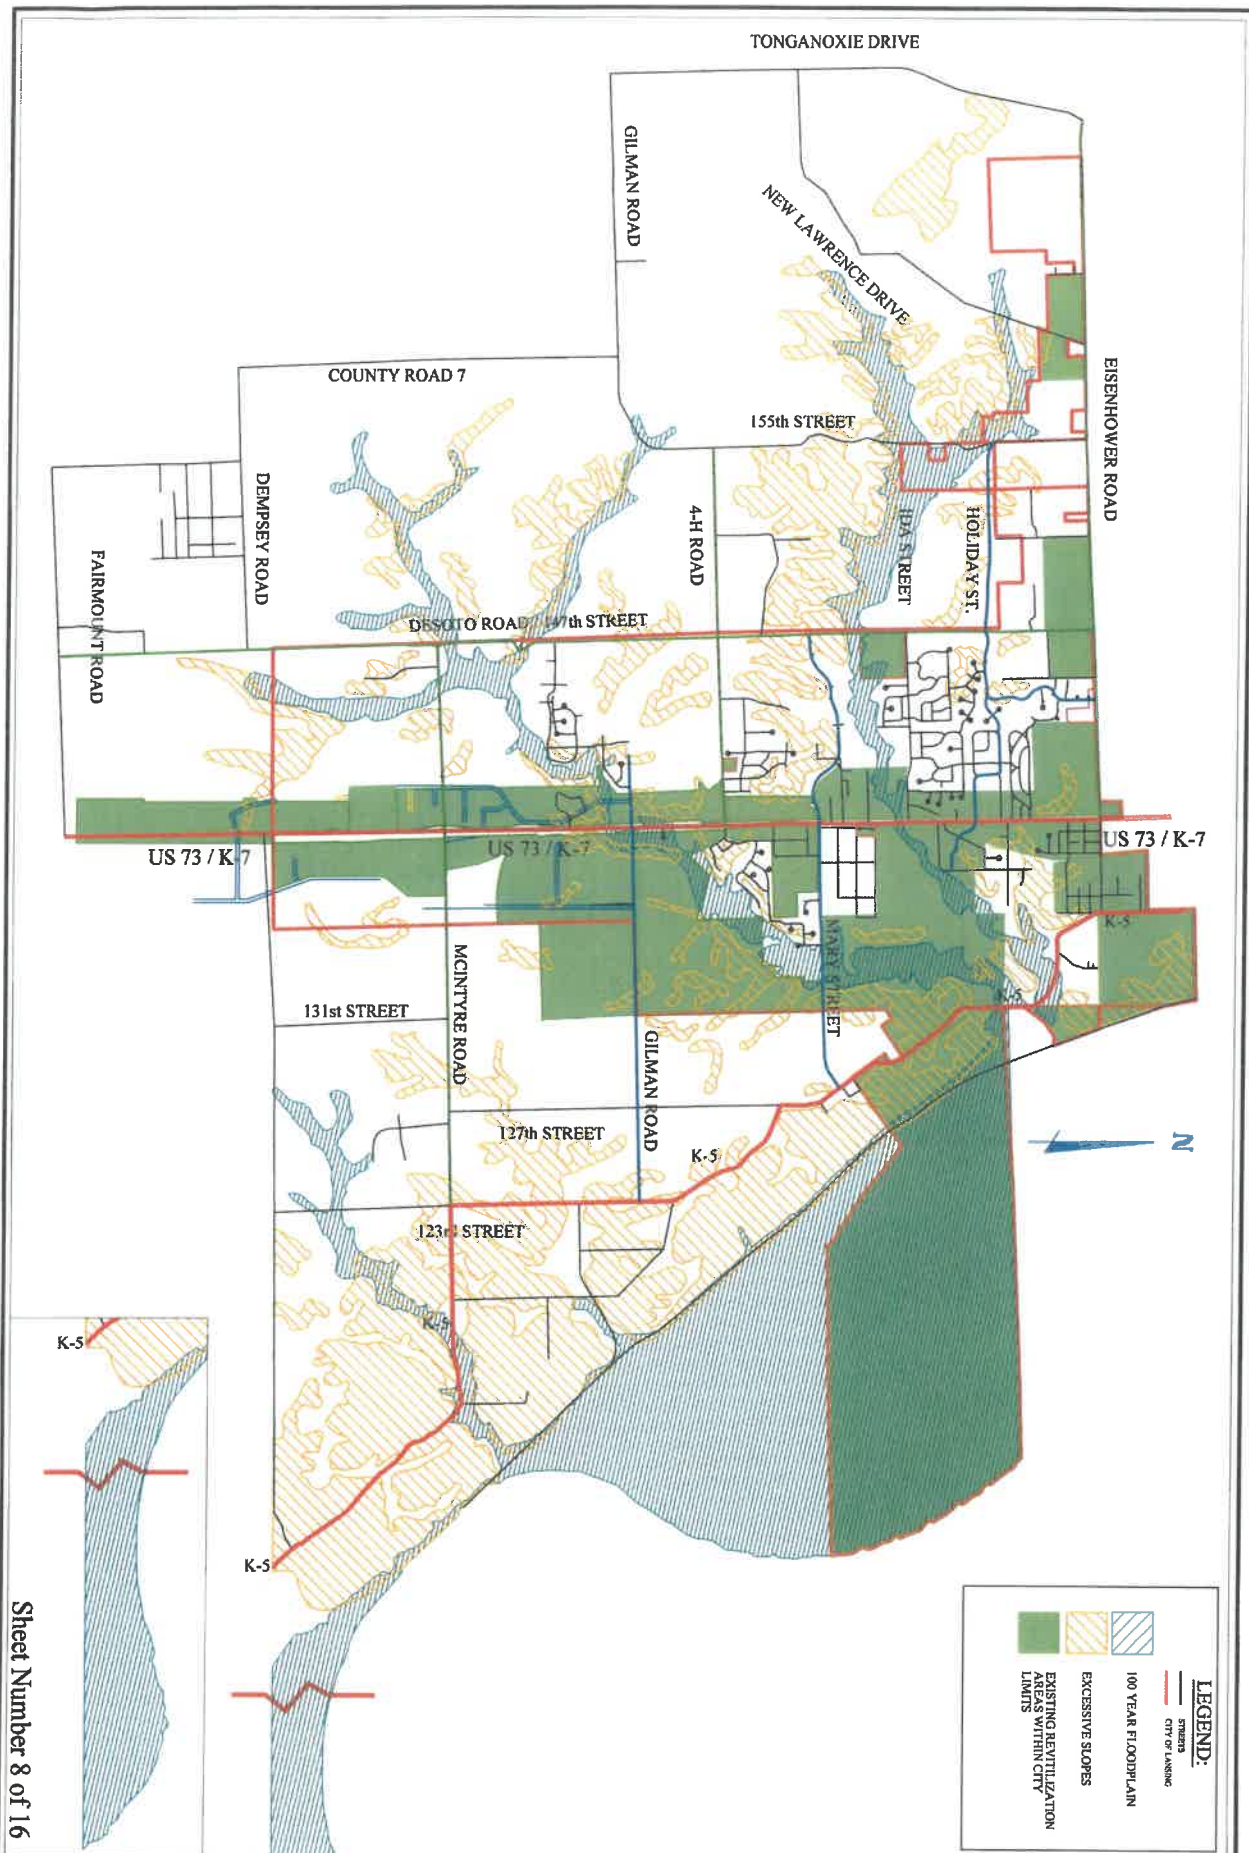 TONGANOXIE DRIVE
GILMAN ROAD
NEW LAWRENCE DRIVE
EISENHOWER ROAD
COUNTY ROAD 7
155th STREET
DEMPSEY ROAD
FAIRMOUNT ROAD
4-H ROAD
IDA STREET
HOLIDAY ST.
DESOTO ROAD / 147th STREET
US 73 / K-7
US 73 / K-7
US 73 / K-7
K-5
K-5
MARY STREET
MCINTYRE ROAD
131st STREET
GILMAN ROAD
127th STREET
K-5
N
123rd STREET
K-5
K-5
K-5
LEGEND:
STREETS
CITY OF LANSING
100 YEAR FLOODPLAIN
EXCESSIVE SLOPES
EXISTING REVITILIZATION
AREAS WITHIN CITY
LIMITS
Sheet Number 8 of 16